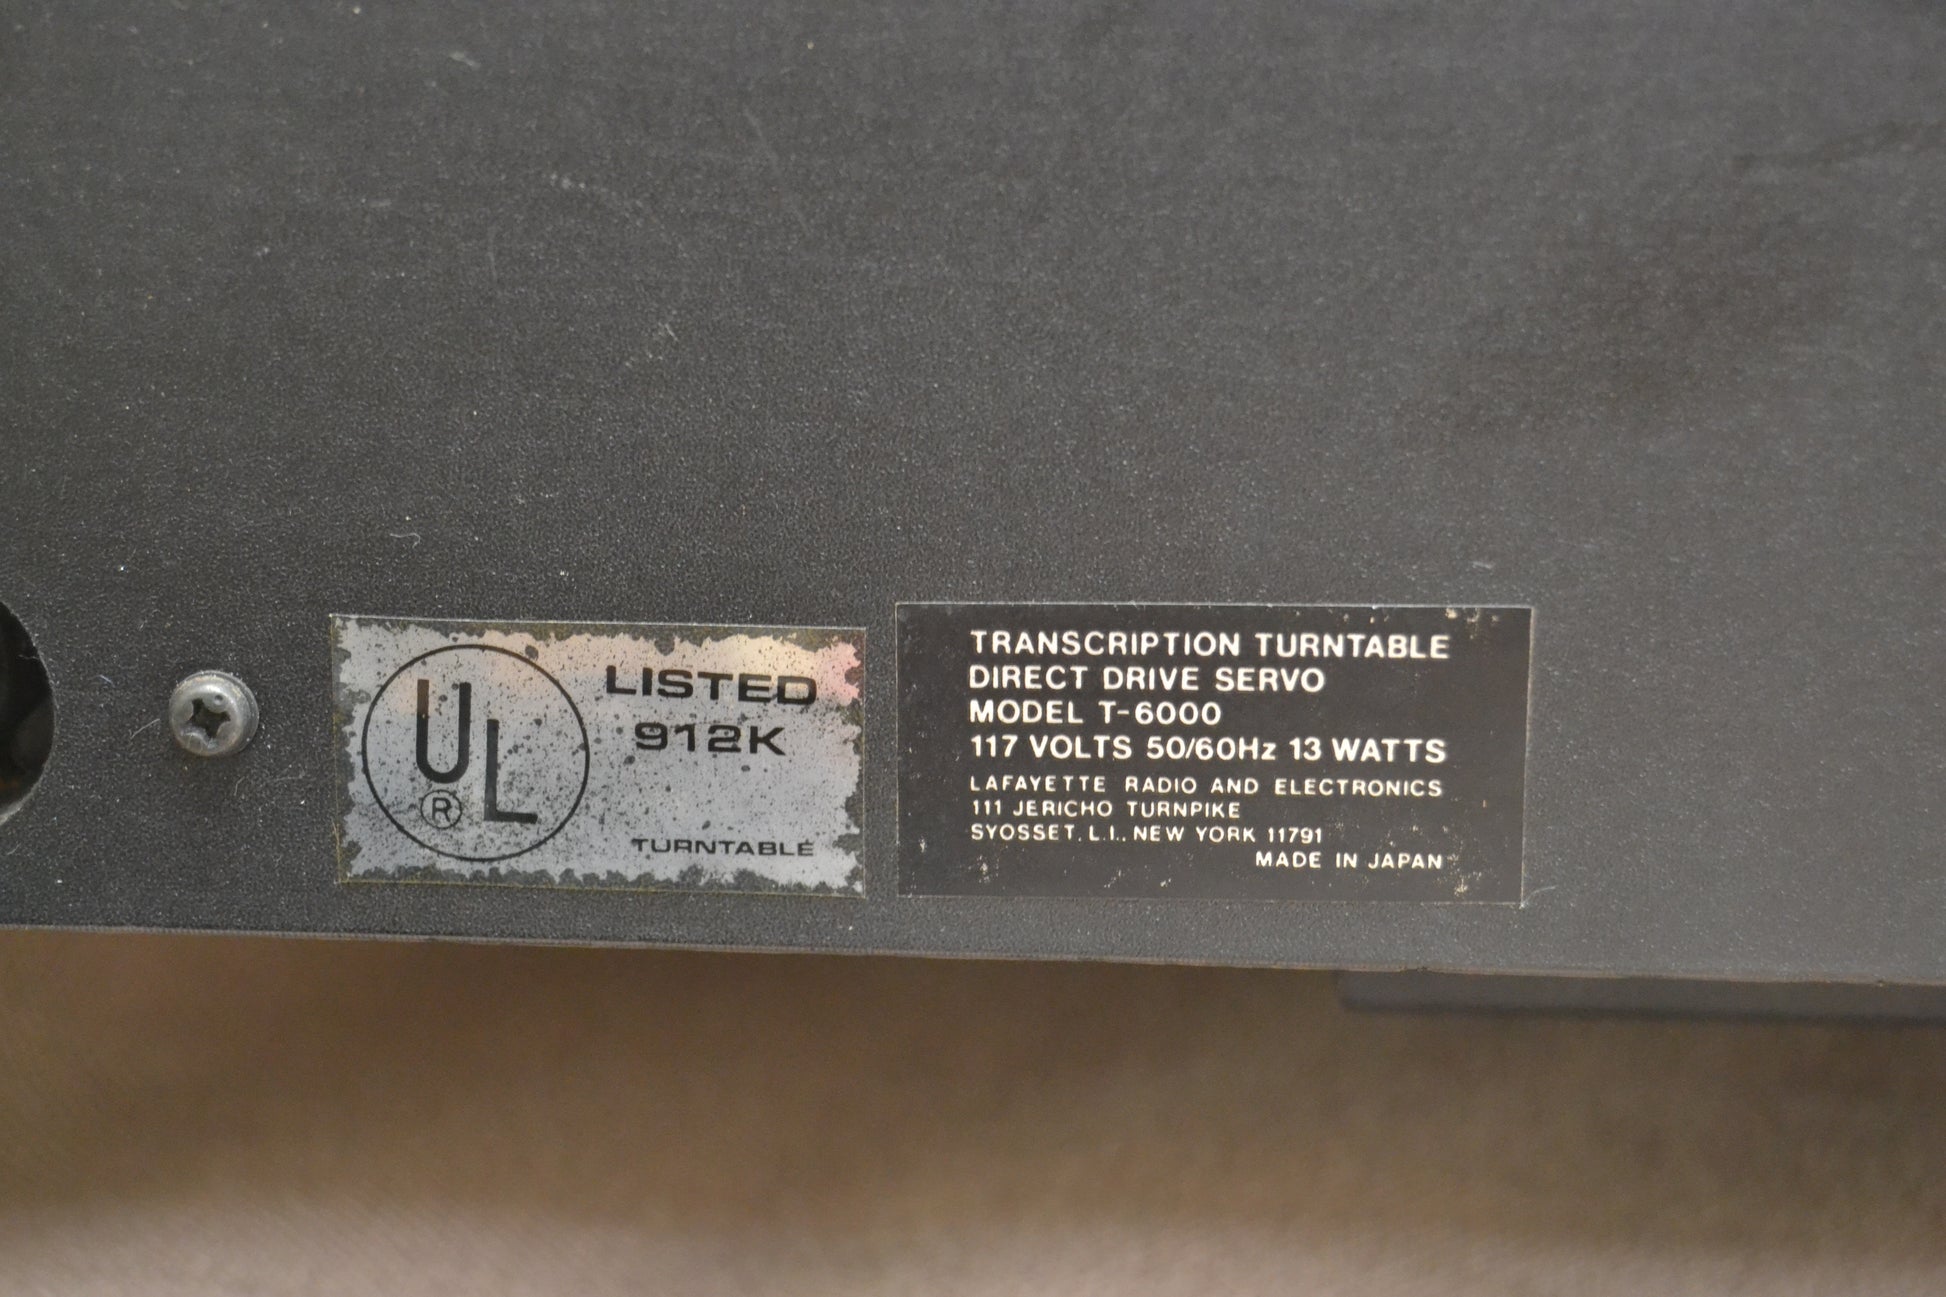 UL
®
LISTED
912K
TURNTABLE
TRANSCRIPTION TURNTABLE
DIRECT DRIVE SERVO
MODEL T-6000
117 VOLTS 50/60Hz 13 WATTS
LAFAYETTE RADIO AND ELECTRONICS
111 JERICHO TURNPIKE
SYOSSET, L.I., NEW YORK 11791
MADE IN JAPAN